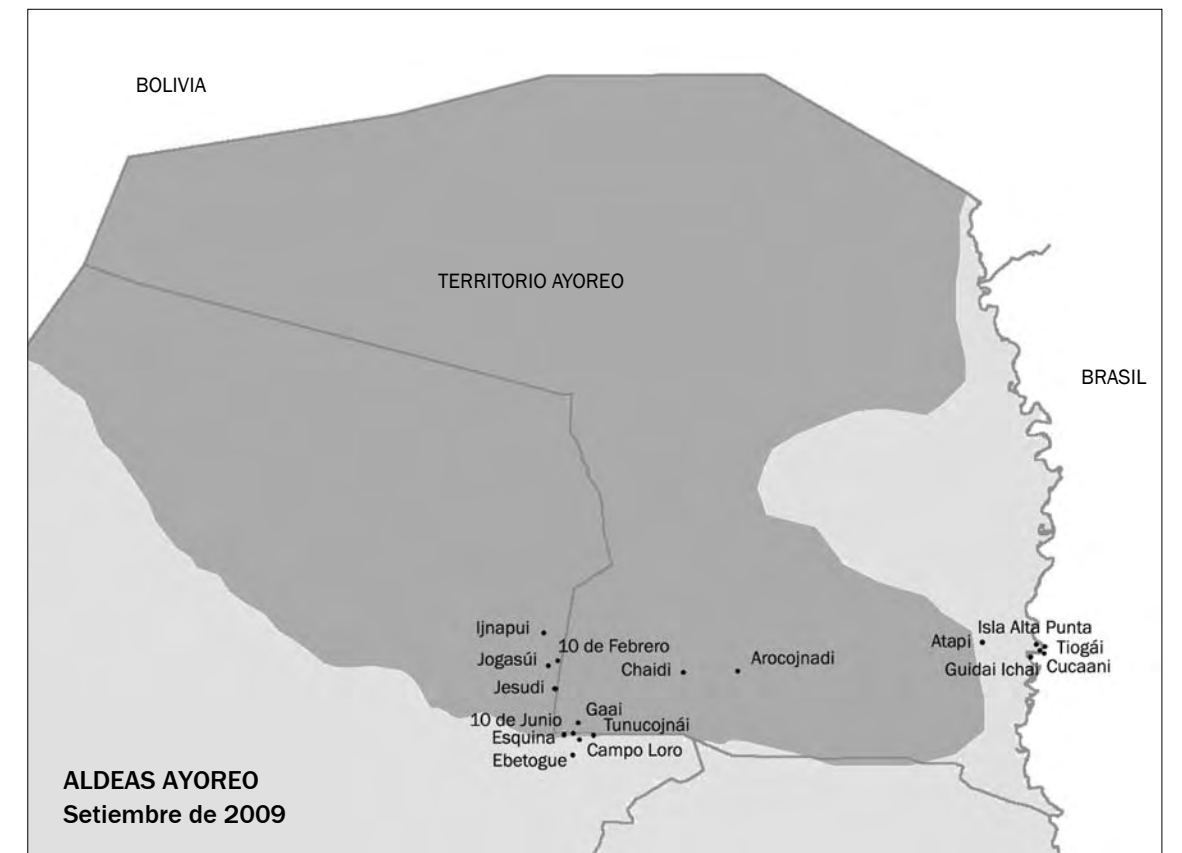 BOLIVIA
TERRITORIO AYOREO
BRASIL
Ijnapui
10 de Febrero
Jogasúi
Jesudi
Chaidi
Arocojnadi
Isla Alta Punta
Atapi
Tiogái
Guidai Ichai
Cucaani
Gaai
10 de Junio
Tunucojnái
Esquina
Campo Loro
Ebetogue
ALDEAS AYOREO
Setiembre de 2009